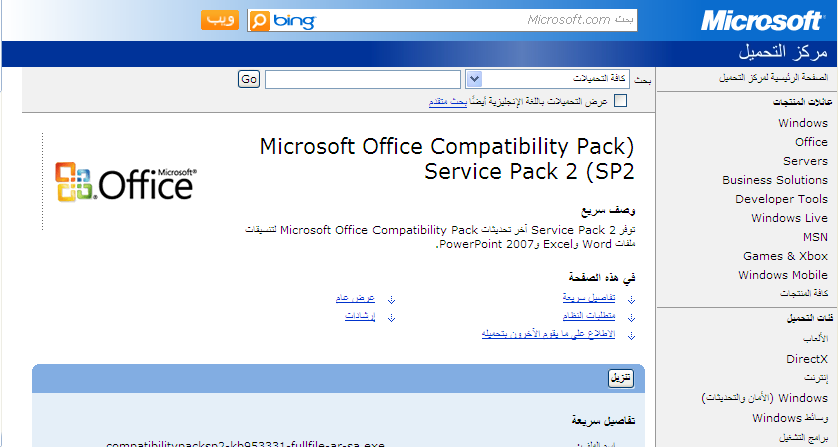 Microsoft
بحث Microsoft.com
bing
ويب
مركز التحميل
الصفحة الرئيسية لمركز التحميل
عائلات المنتجات
Windows
Office
Servers
Business Solutions
Developer Tools
Windows Live
MSN
Games & Xbox
Windows Mobile
كافة المنتجات
فئات التحميل
الألعاب
DirectX
إنترنت
Windows (الأمان والتحديثات)
وسائط Windows
برامج التشغيل
بحث
كافة التحميلات
Go
عرض التحميلات باللغة الإنجليزية أيضًا بحث متقدم
Microsoft Office Compatibility Pack)
Service Pack 2 (SP2
Microsoft Office
وصف سريع
توفر Service Pack 2 آخر تحديثات Microsoft Office Compatibility Pack لتنسيقات
ملفات Word وExcel وPowerPoint 2007.
في هذه الصفحة
تفاصيل سريعة
عرض عام
متطلبات النظام
إرشادات
الاطلاع على ما يقوم الآخرون بتحميله
تنزيل
تفاصيل سريعة
اسم الملف: compatibilitypacksp2-kb953331-fullfile-ar-sa.exe